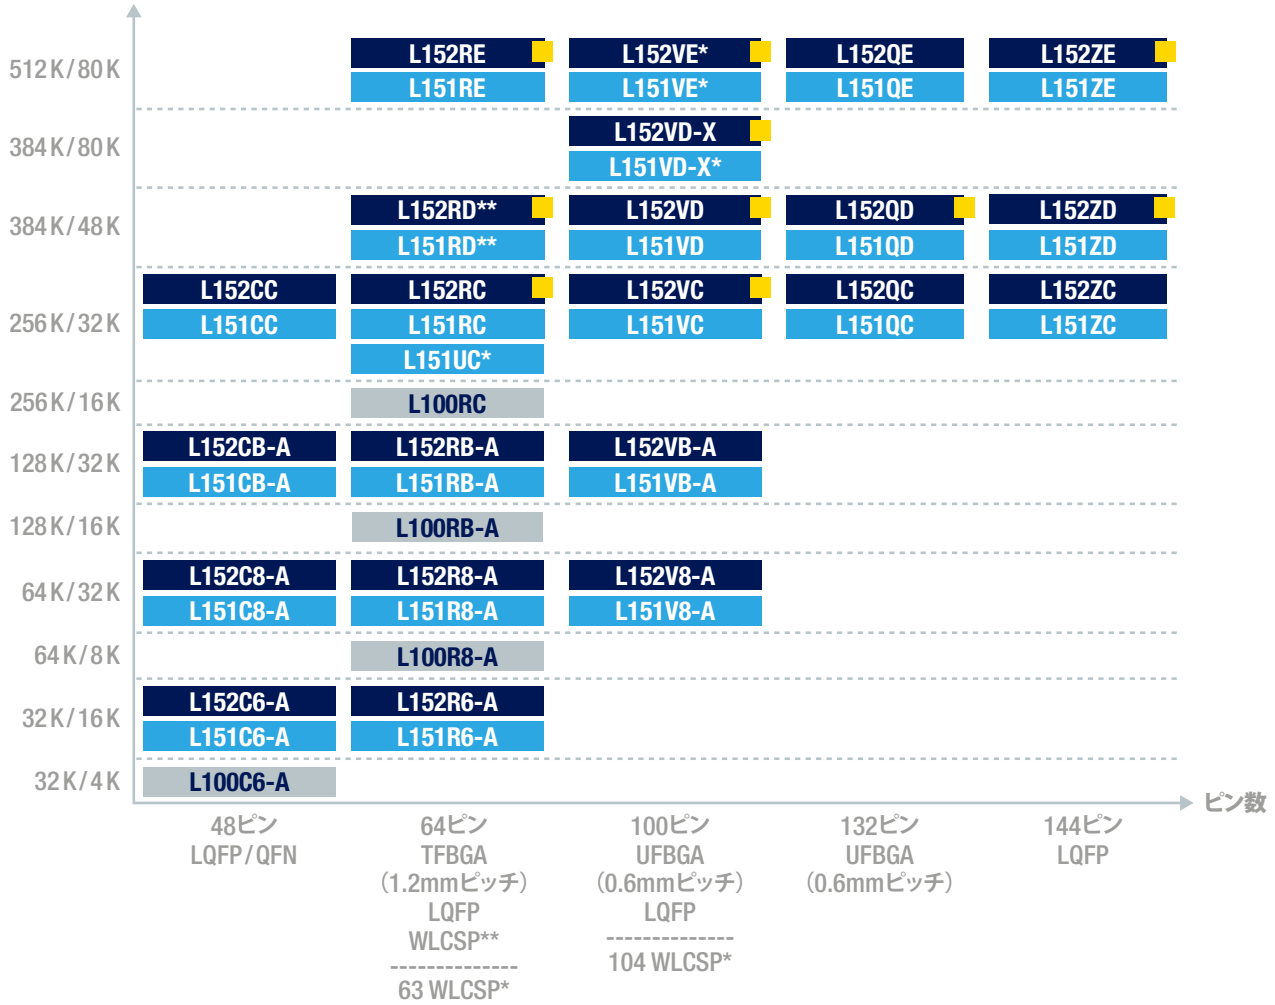 512K/80K
L152RE
L152VE*
L152QE
L152ZE
L151RE
L151VE*
L151QE
L151ZE
384K/80K
L152VD-X
L151VD-X*
384K/48K
L152RD**
L152VD
L152QD
L152ZD
L151RD**
L151VD
L151QD
L151ZD
256K/32K
L152CC
L152RC
L152VC
L152QC
L152ZC
L151CC
L151RC
L151VC
L151QC
L151ZC
L151UC*
256K/16K
L100RC
128K/32K
L152CB-A
L152RB-A
L152VB-A
L151CB-A
L151RB-A
L151VB-A
128K/16K
L100RB-A
64K/32K
L152C8-A
L152R8-A
L152V8-A
L151C8-A
L151R8-A
L151V8-A
64K/8K
L100R8-A
32K/16K
L152C6-A
L152R6-A
L151C6-A
L151R6-A
32K/4K
L100C6-A
ピン数
48ピン
LQFP/QFN
64ピン
TFBGA
(1.2mmピッチ)
LQFP
WLCSP**
--------------
63 WLCSP*
100ピン
UFBGA
(0.6mmピッチ)
LQFP
--------------
104 WLCSP*
132ピン
UFBGA
(0.6mmピッチ)
144ピン
LQFP